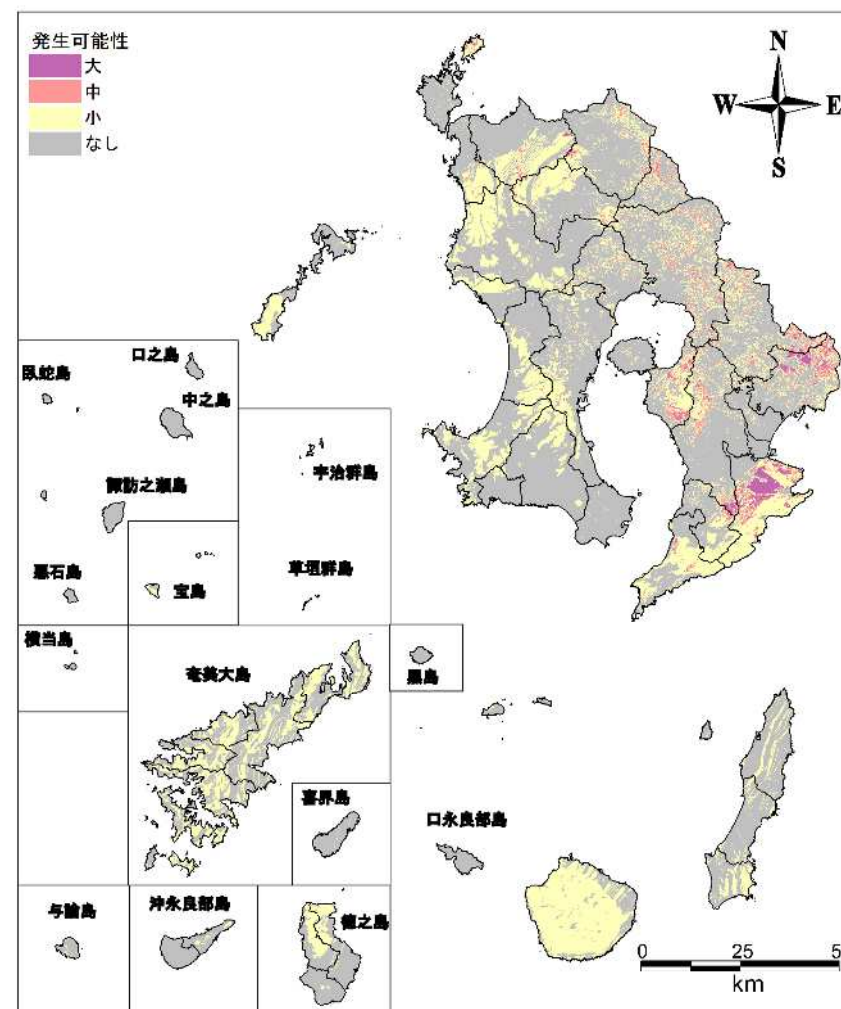 発生可能性
大
中
小
なし
N
W E
S
口之島
臥蛇島
中之島
宇治群島
諏訪之瀬島
悪石島
宝島
草垣群島
横当島
奄美大島
黒島
喜界島
口永良部島
与論島
沖永良部島
徳之島
0 25 5
km